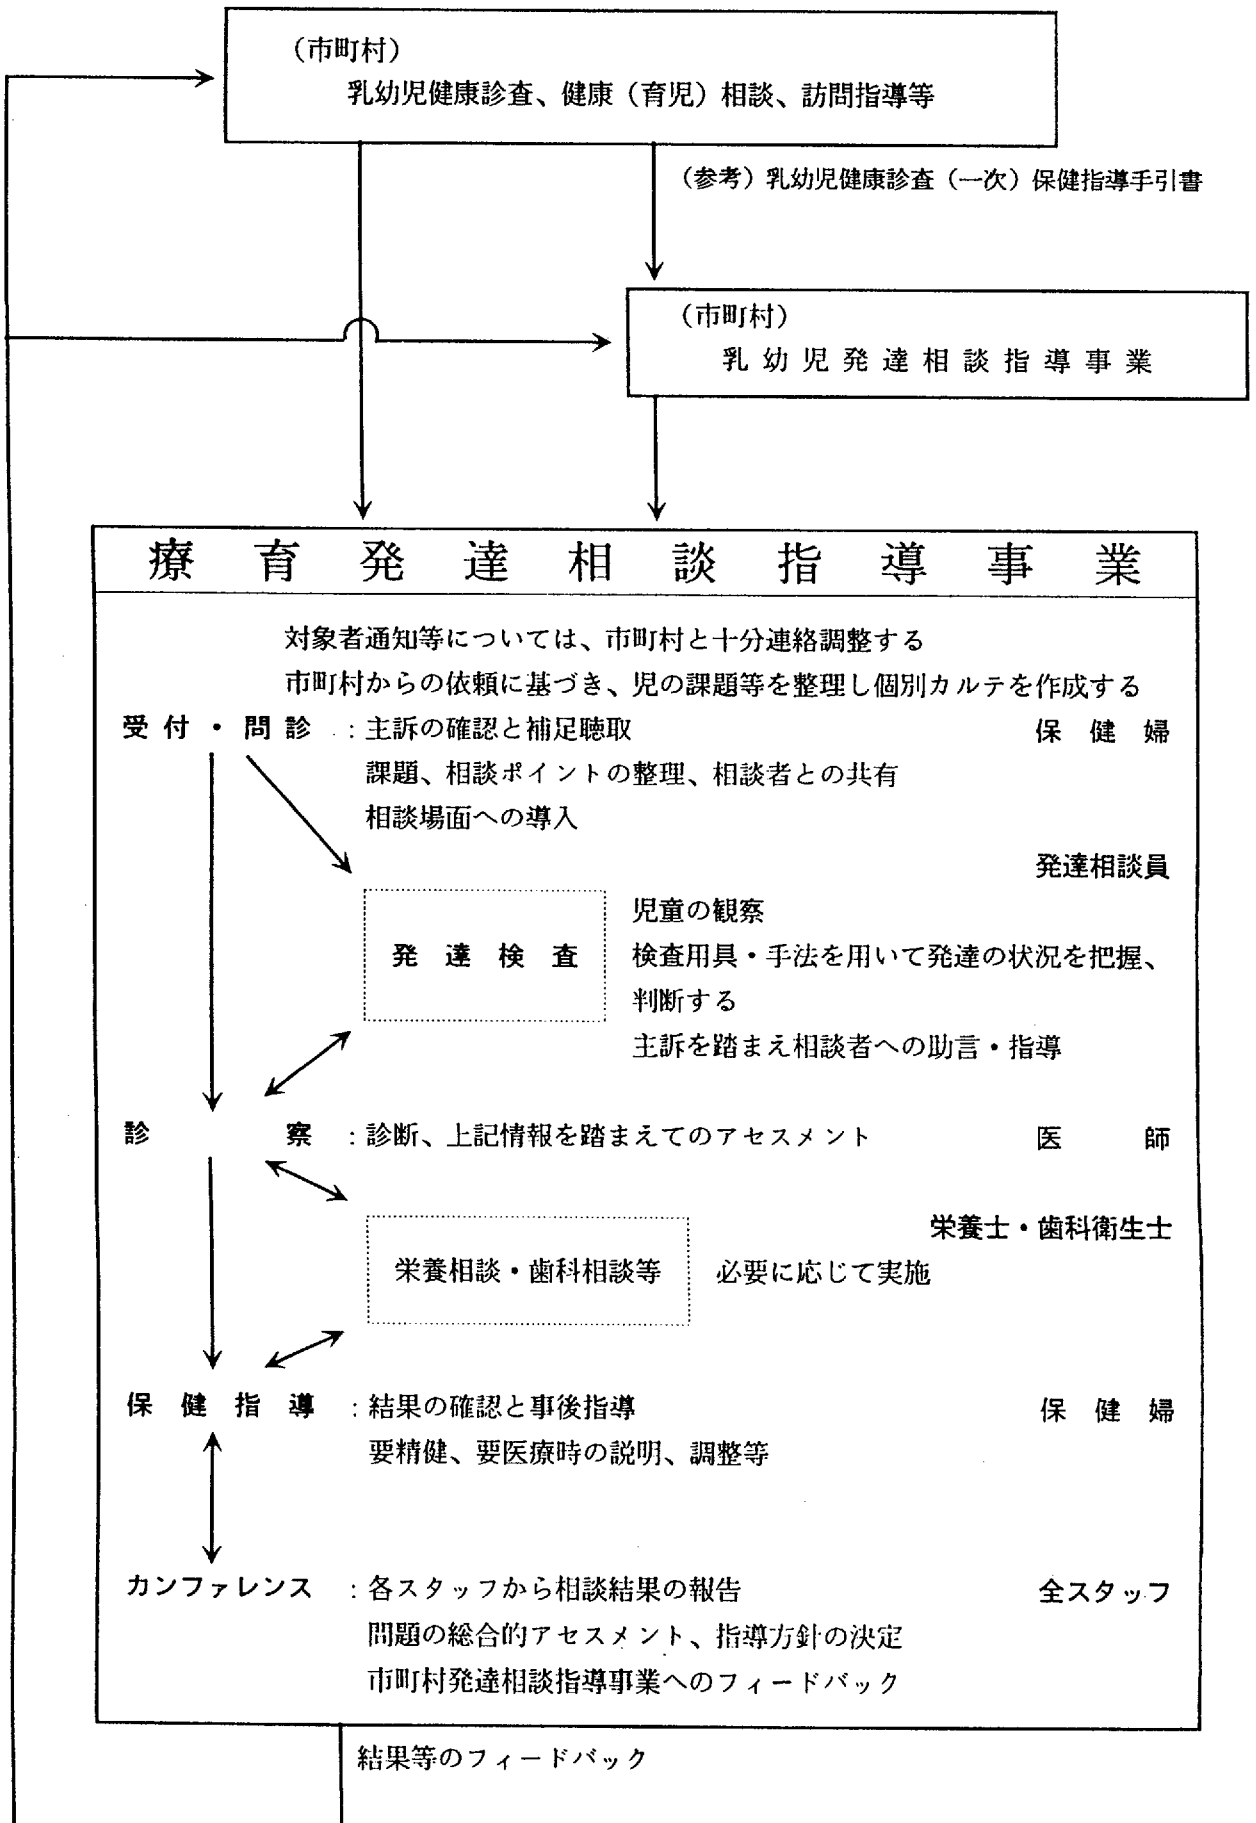 （市町村）
乳幼児健康診査、健康（育児）相談、訪問指導等
（参考）乳幼児健康診査（一次）保健指導手引書
（市町村）
乳幼児発達相談指導事業
療育発達相談指導事業
対象者通知等については、市町村と十分連絡調整する
市町村からの依頼に基づき、児の課題等を整理し個別カルテを作成する
受付・問診：主訴の確認と補足聴取 保健婦
課題、相談ポイントの整理、相談者との共有
相談場面への導入
発達相談員
児童の観察
発達検査 検査用具・手法を用いて発達の状況を把握、
判断する
主訴を踏まえ相談者への助言・指導
診察：診断、上記情報を踏まえてのアセスメント 医師
栄養士・歯科衛生士
栄養相談・歯科相談等 必要に応じて実施
保健指導：結果の確認と事後指導 保健婦
要精健、要医療時の説明、調整等
カンファレンス：各スタッフから相談結果の報告 全スタッフ
問題の総合的アセスメント、指導方針の決定
市町村発達相談指導事業へのフィードバック
結果等のフィードバック